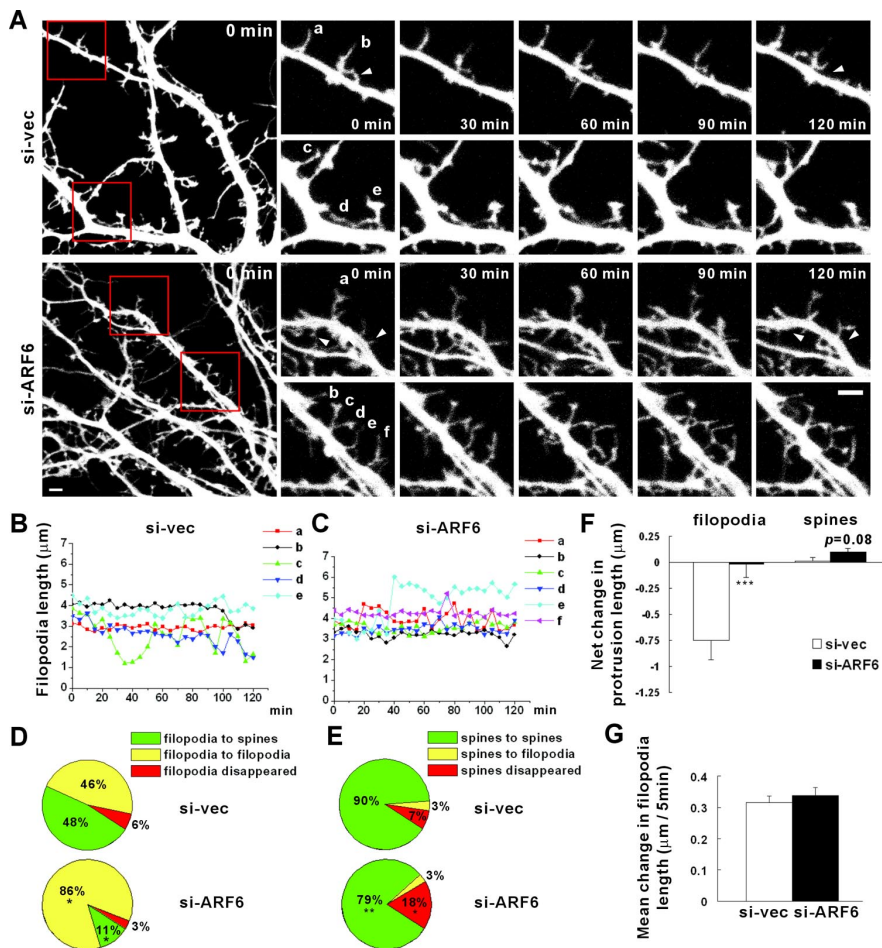 A
si-vec
0 min
a
b
0 min
30 min
60 min
90 min
120 min
c
d
e
si-ARF6
0 min
a
0 min
30 min
60 min
90 min
120 min
b
c
d
e
f
B
si-vec
Filopodia length (μm)
7
6
5
4
3
2
1
0
0 20 40 60 80 100 120
min
a
b
c
d
e
C
si-ARF6
7
6
5
4
3
2
1
0
0 20 40 60 80 100 120
a
b
c
d
e
f
F
filopodia spines
p=0.08
***
Net change in
protrusion length (μm)
0.25
0
-0.25
-0.5
-0.75
-1
-1.25
si-vec
si-ARF6
D
filopodia to spines
filopodia to filopodia
filopodia disappeared
46%
48%
6%
si-vec
86%
*
11%
*
3%
si-ARF6
E
spines to spines
spines to filopodia
spines disappeared
90%
3%
7%
si-vec
79%
**
3%
18%
*
si-ARF6
G
Mean change in filopodia
length (μm / 5min)
0.4
0.3
0.2
0.1
0
si-vec si-ARF6